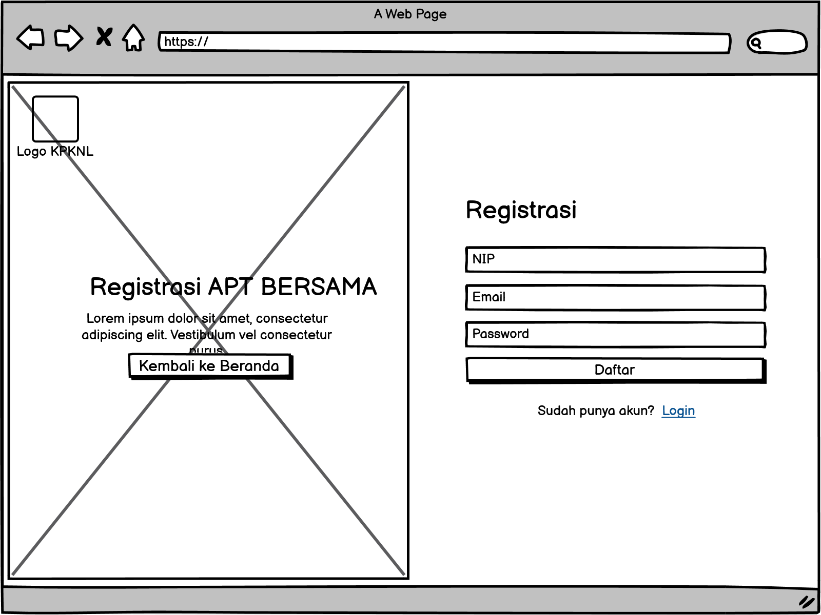 A Web Page
https://
Logo KPKNL
Registrasi APT BERSAMA
Lorem ipsum dolor sit amet, consectetur
adipiscing elit. Vestibulum vel consectetur
purus.
Kembali ke Beranda
Registrasi
NIP
Email
Password
Daftar
Sudah punya akun? Login